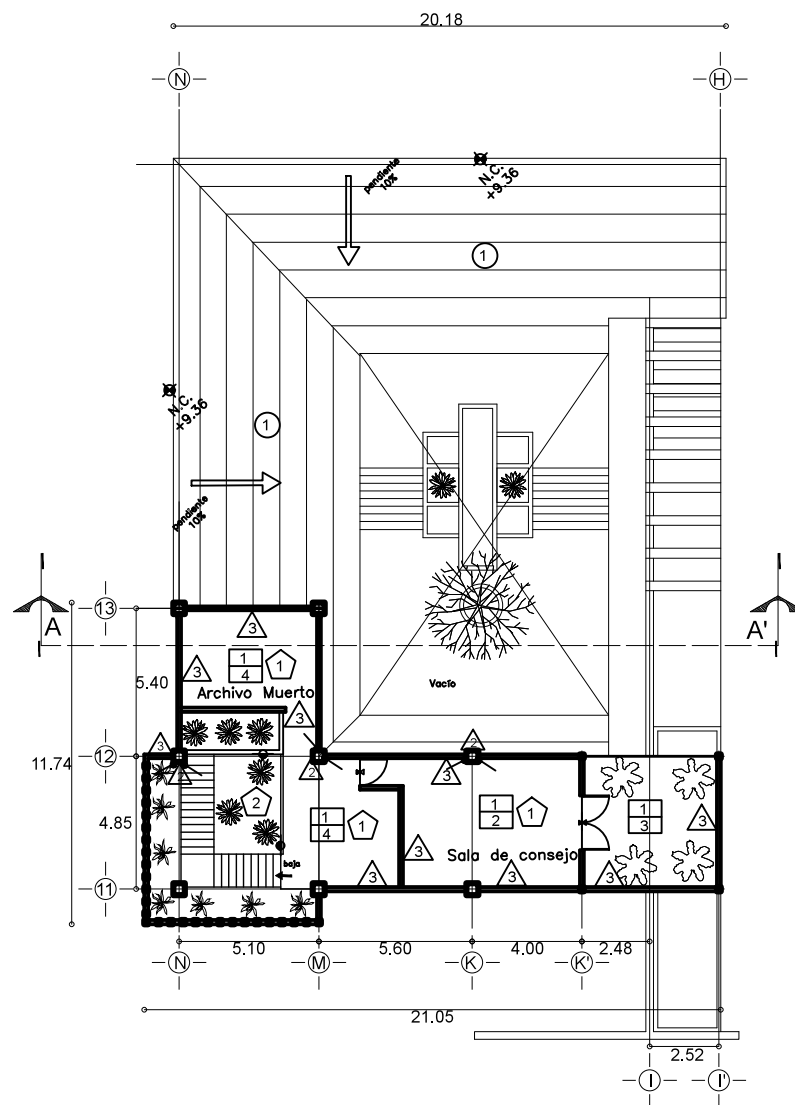 20.18
N
H
pendiente
10%
N.C.
+9.36
1
N.C.
+9.36
1
pendiente
10%
13
A
A'
3
5.40
3
1
4
1
Archivo Muerto
Vacío
3
3
12
2
2
3
11.74
3
2
1
4
1
1
2
1
1
3
3
4.85
3
Sala de consejo
baja
3
3
3
11
5.10
5.60
4.00
2.48
N
M
K
K'
21.05
2.52
I
I'